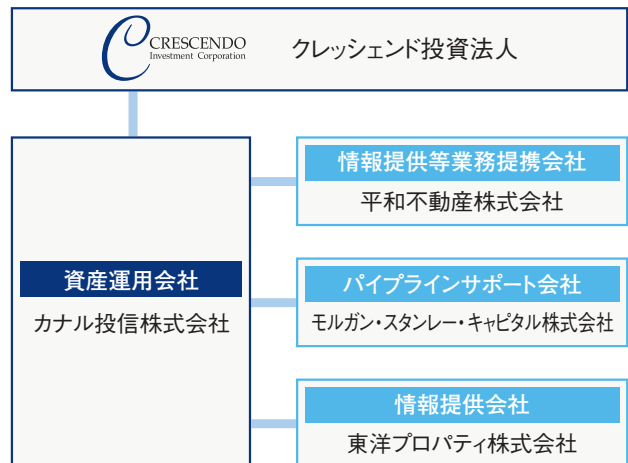 CRESCENDO
Investment Corporation
クレッシェンド投資法人
資産運用会社
カナル投信株式会社
情報提供等業務提携会社
平和不動産株式会社
パイプラインサポート会社
モルガン・スタンレー・キャピタル株式会社
情報提供会社
東洋プロパティ株式会社